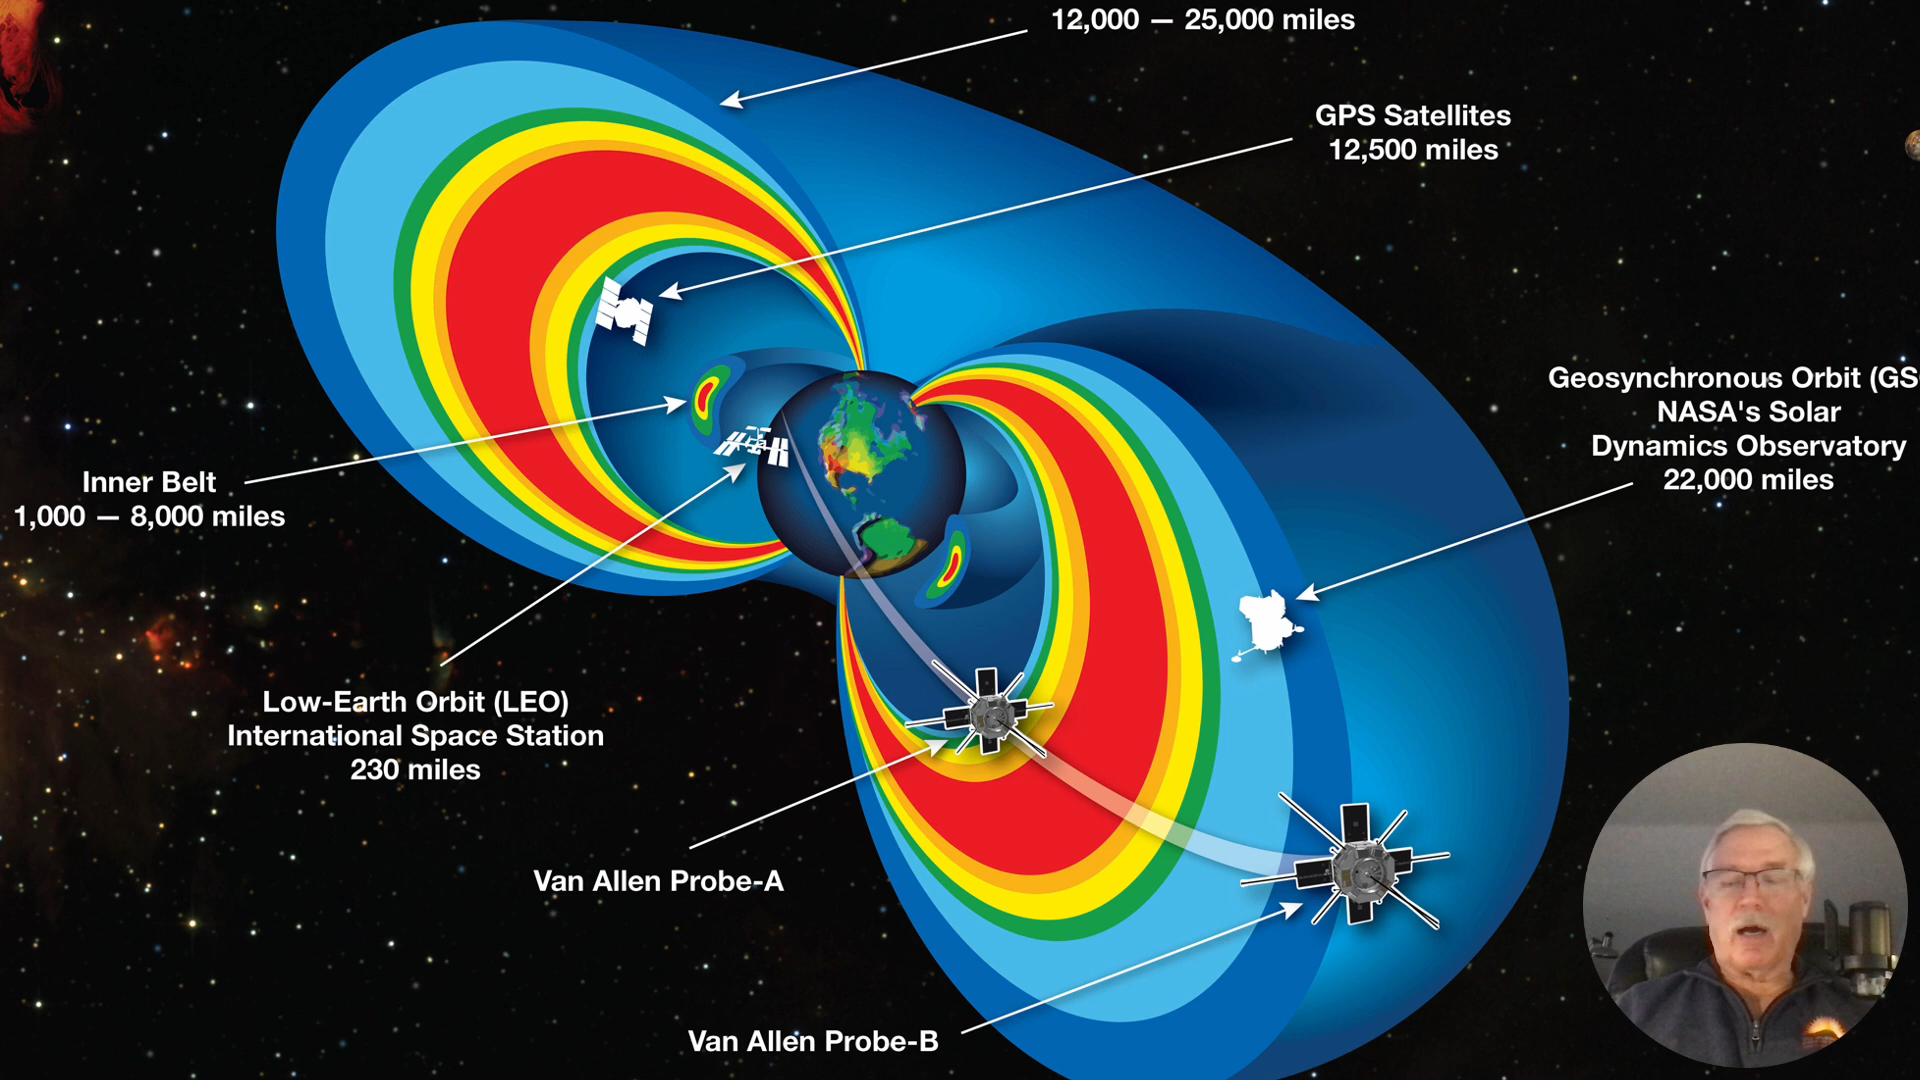 12,000 — 25,000 miles
GPS Satellites
12,500 miles
Geosynchronous Orbit (GS
NASA's Solar
Dynamics Observatory
22,000 miles
Inner Belt
1,000 — 8,000 miles
Low-Earth Orbit (LEO)
International Space Station
230 miles
Van Allen Probe-A
Van Allen Probe-B